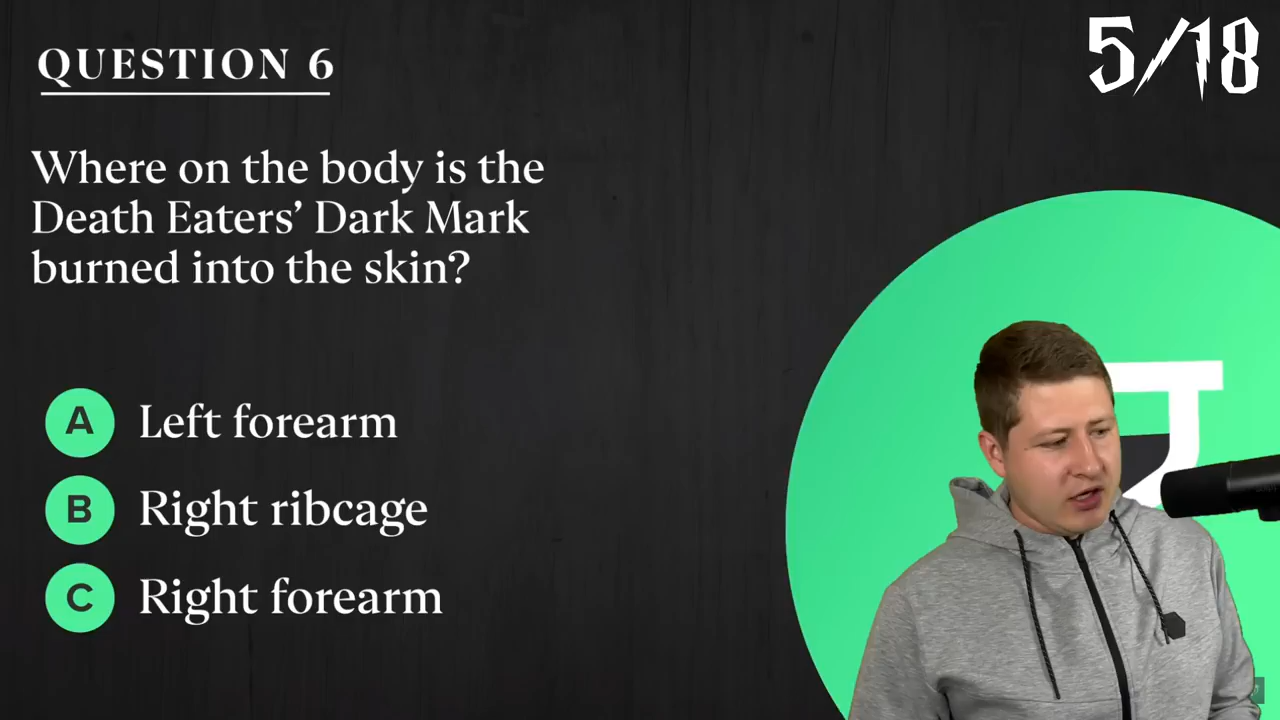 QUESTION 6
5/18
Where on the body is the
Death Eaters’ Dark Mark
burned into the skin?
A Left forearm
B Right ribcage
C Right forearm